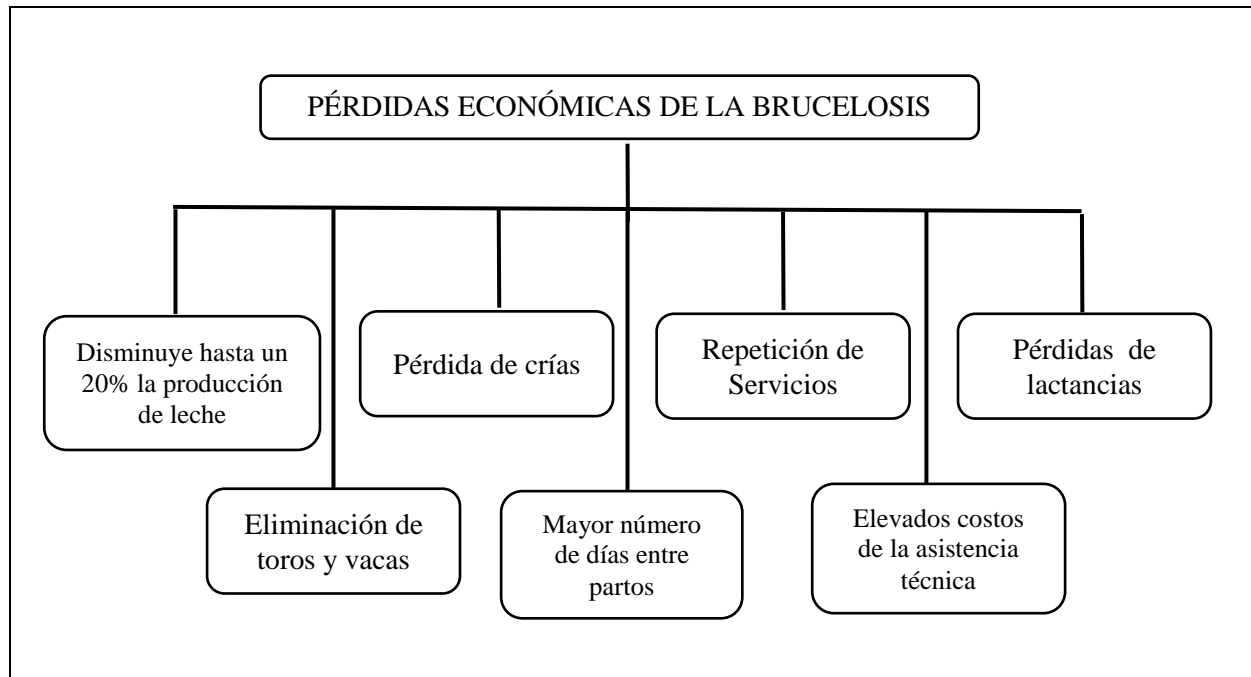 PÉRDIDAS ECONÓMICAS DE LA BRUCELOSIS
Disminuye hasta un
20% la producción
de leche
Pérdida de crías
Repetición de
Servicios
Pérdidas de
lactancias
Eliminación de
toros y vacas
Mayor número
de días entre
partos
Elevados costos
de la asistencia
técnica